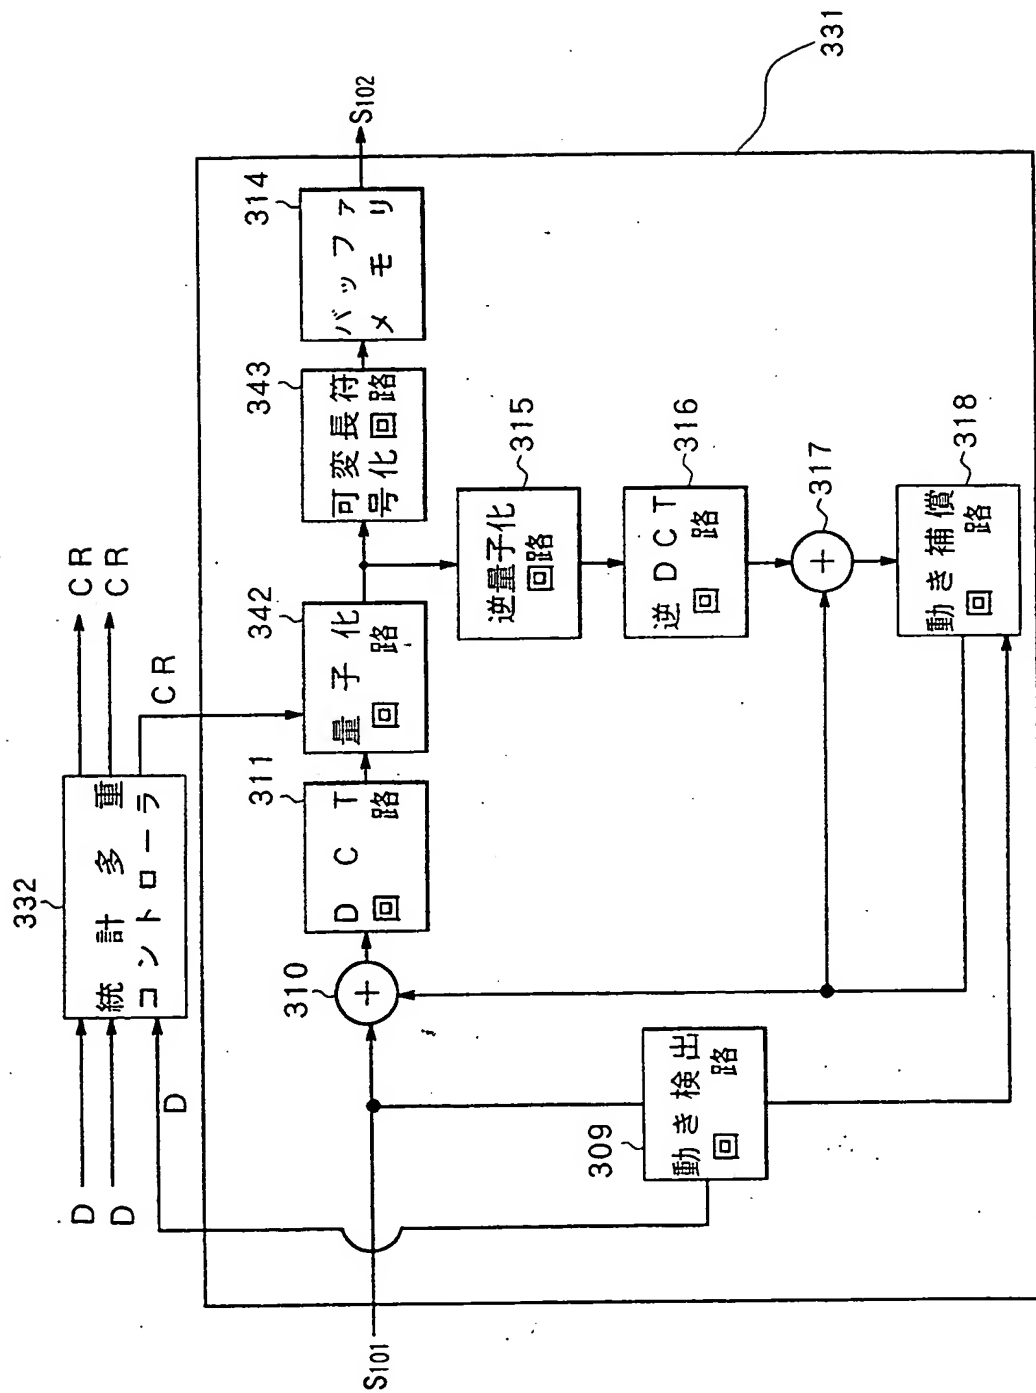 332
統計多重
コントローラ
D
D
D
CR
CR
CR
S101
310
311
DCT
回路
342
量子化
回路
343
可変長符
号化回路
314
バッファ
メモリ
S102
315
逆量子化
回路
316
逆DCT
回路
317
309
動き検出
回路
318
動き補償
回路
331